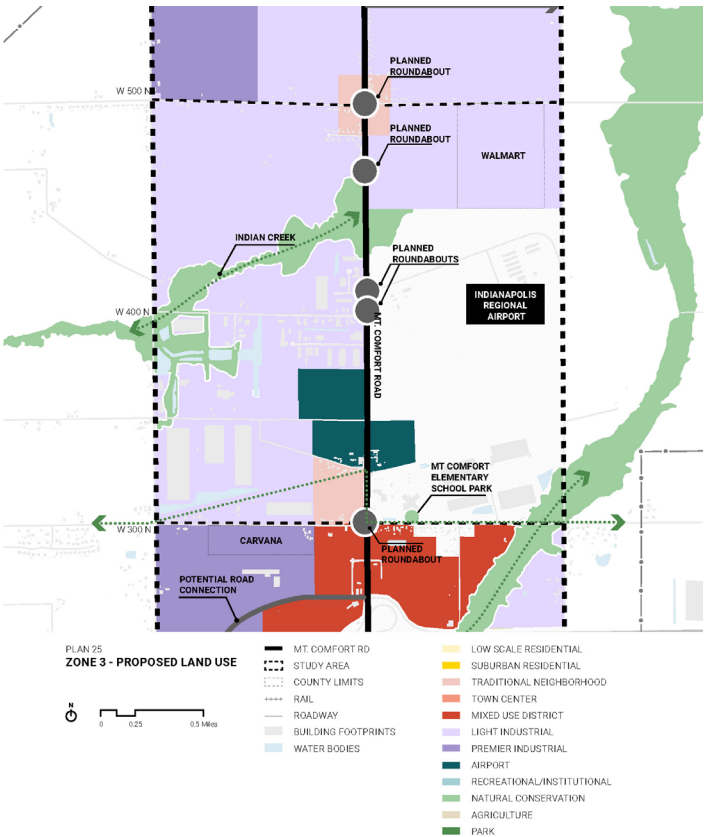 PLANNED
ROUNDABOUT
W 500 N
PLANNED
ROUNDABOUT
WALMART
INDIAN CREEK
PLANNED
ROUNDABOUTS
INDIANAPOLIS
REGIONAL
AIRPORT
W 400 N
MT. COMFORT ROAD
MT COMFORT
ELEMENTARY
SCHOOL PARK
W 300 N
CARVANA
PLANNED
ROUNDABOUT
POTENTIAL ROAD
CONNECTION
PLAN 25
ZONE 3 - PROPOSED LAND USE
N
0 0.25 0.5 Miles
MT. COMFORT RD
STUDY AREA
COUNTY LIMITS
RAIL
ROADWAY
BUILDING FOOTPRINTS
WATER BODIES
LOW SCALE RESIDENTIAL
SUBURBAN RESIDENTIAL
TRADITIONAL NEIGHBORHOOD
TOWN CENTER
MIXED USE DISTRICT
LIGHT INDUSTRIAL
PREMIER INDUSTRIAL
AIRPORT
RECREATIONAL/INSTITUTIONAL
NATURAL CONSERVATION
AGRICULTURE
PARK